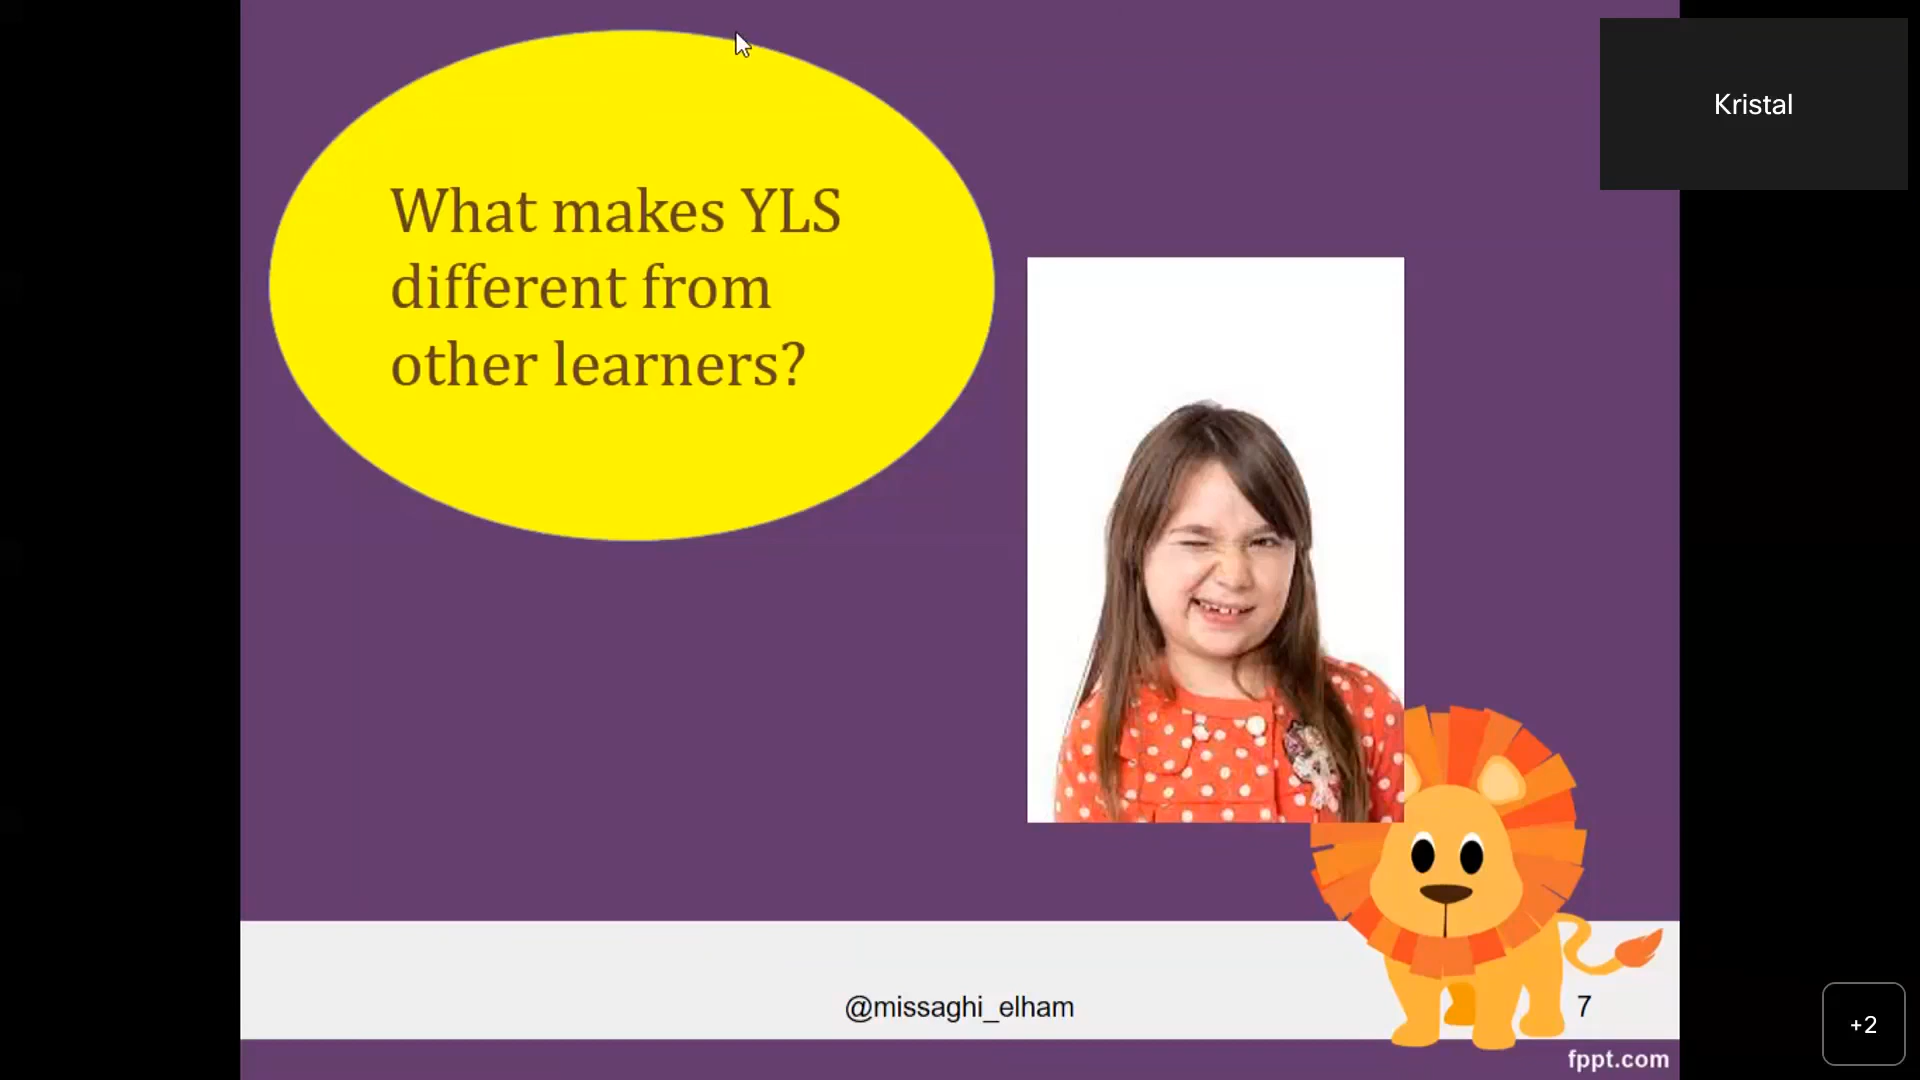 What makes YLS
different from
other learners?
Kristal
@missaghi_elham
7
+2
fppt.com